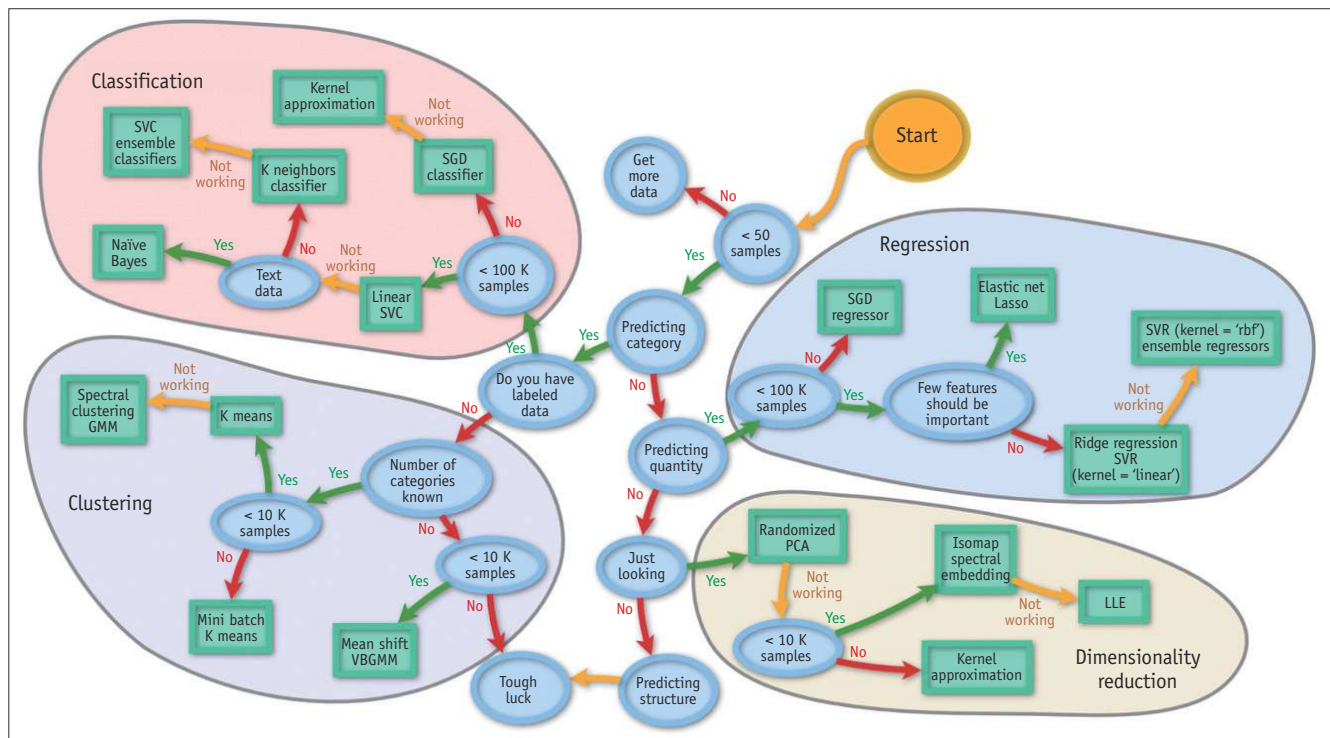 Classification
Kernel
approximation
Not
working
SVC
ensemble
classifiers
Not
working
K neighbors
classifier
SGD
classifier
No
Naïve
Bayes
Yes
No
Text
data
Not
working
Linear
SVC
Yes
< 100 K
samples
Yes
Start
Get
more
data
No
< 50
samples
Yes
Predicting
category
Yes
Do you have
labeled
data
No
No
Predicting
quantity
Yes
No
Regression
SGD
regressor
No
< 100 K
samples
Yes
Elastic net
Lasso
Yes
Few features
should be
important
No
SVR (kernel = ‘rbf’)
ensemble regressors
Not
working
Ridge regression
SVR
(kernel = ‘linear’)
Spectral
clustering
GMM
Not
working
K means
Yes
Clustering
< 10 K
samples
Yes
Number of
categories
known
No
No
Mini batch
K means
< 10 K
samples
Yes
No
Mean shift
VBGMM
Tough
luck
Just
looking
Yes
No
Predicting
structure
Randomized
PCA
Not
working
< 10 K
samples
Yes
No
Isomap
spectral
embedding
Not
working
LLE
Kernel
approximation
Dimensionality
reduction